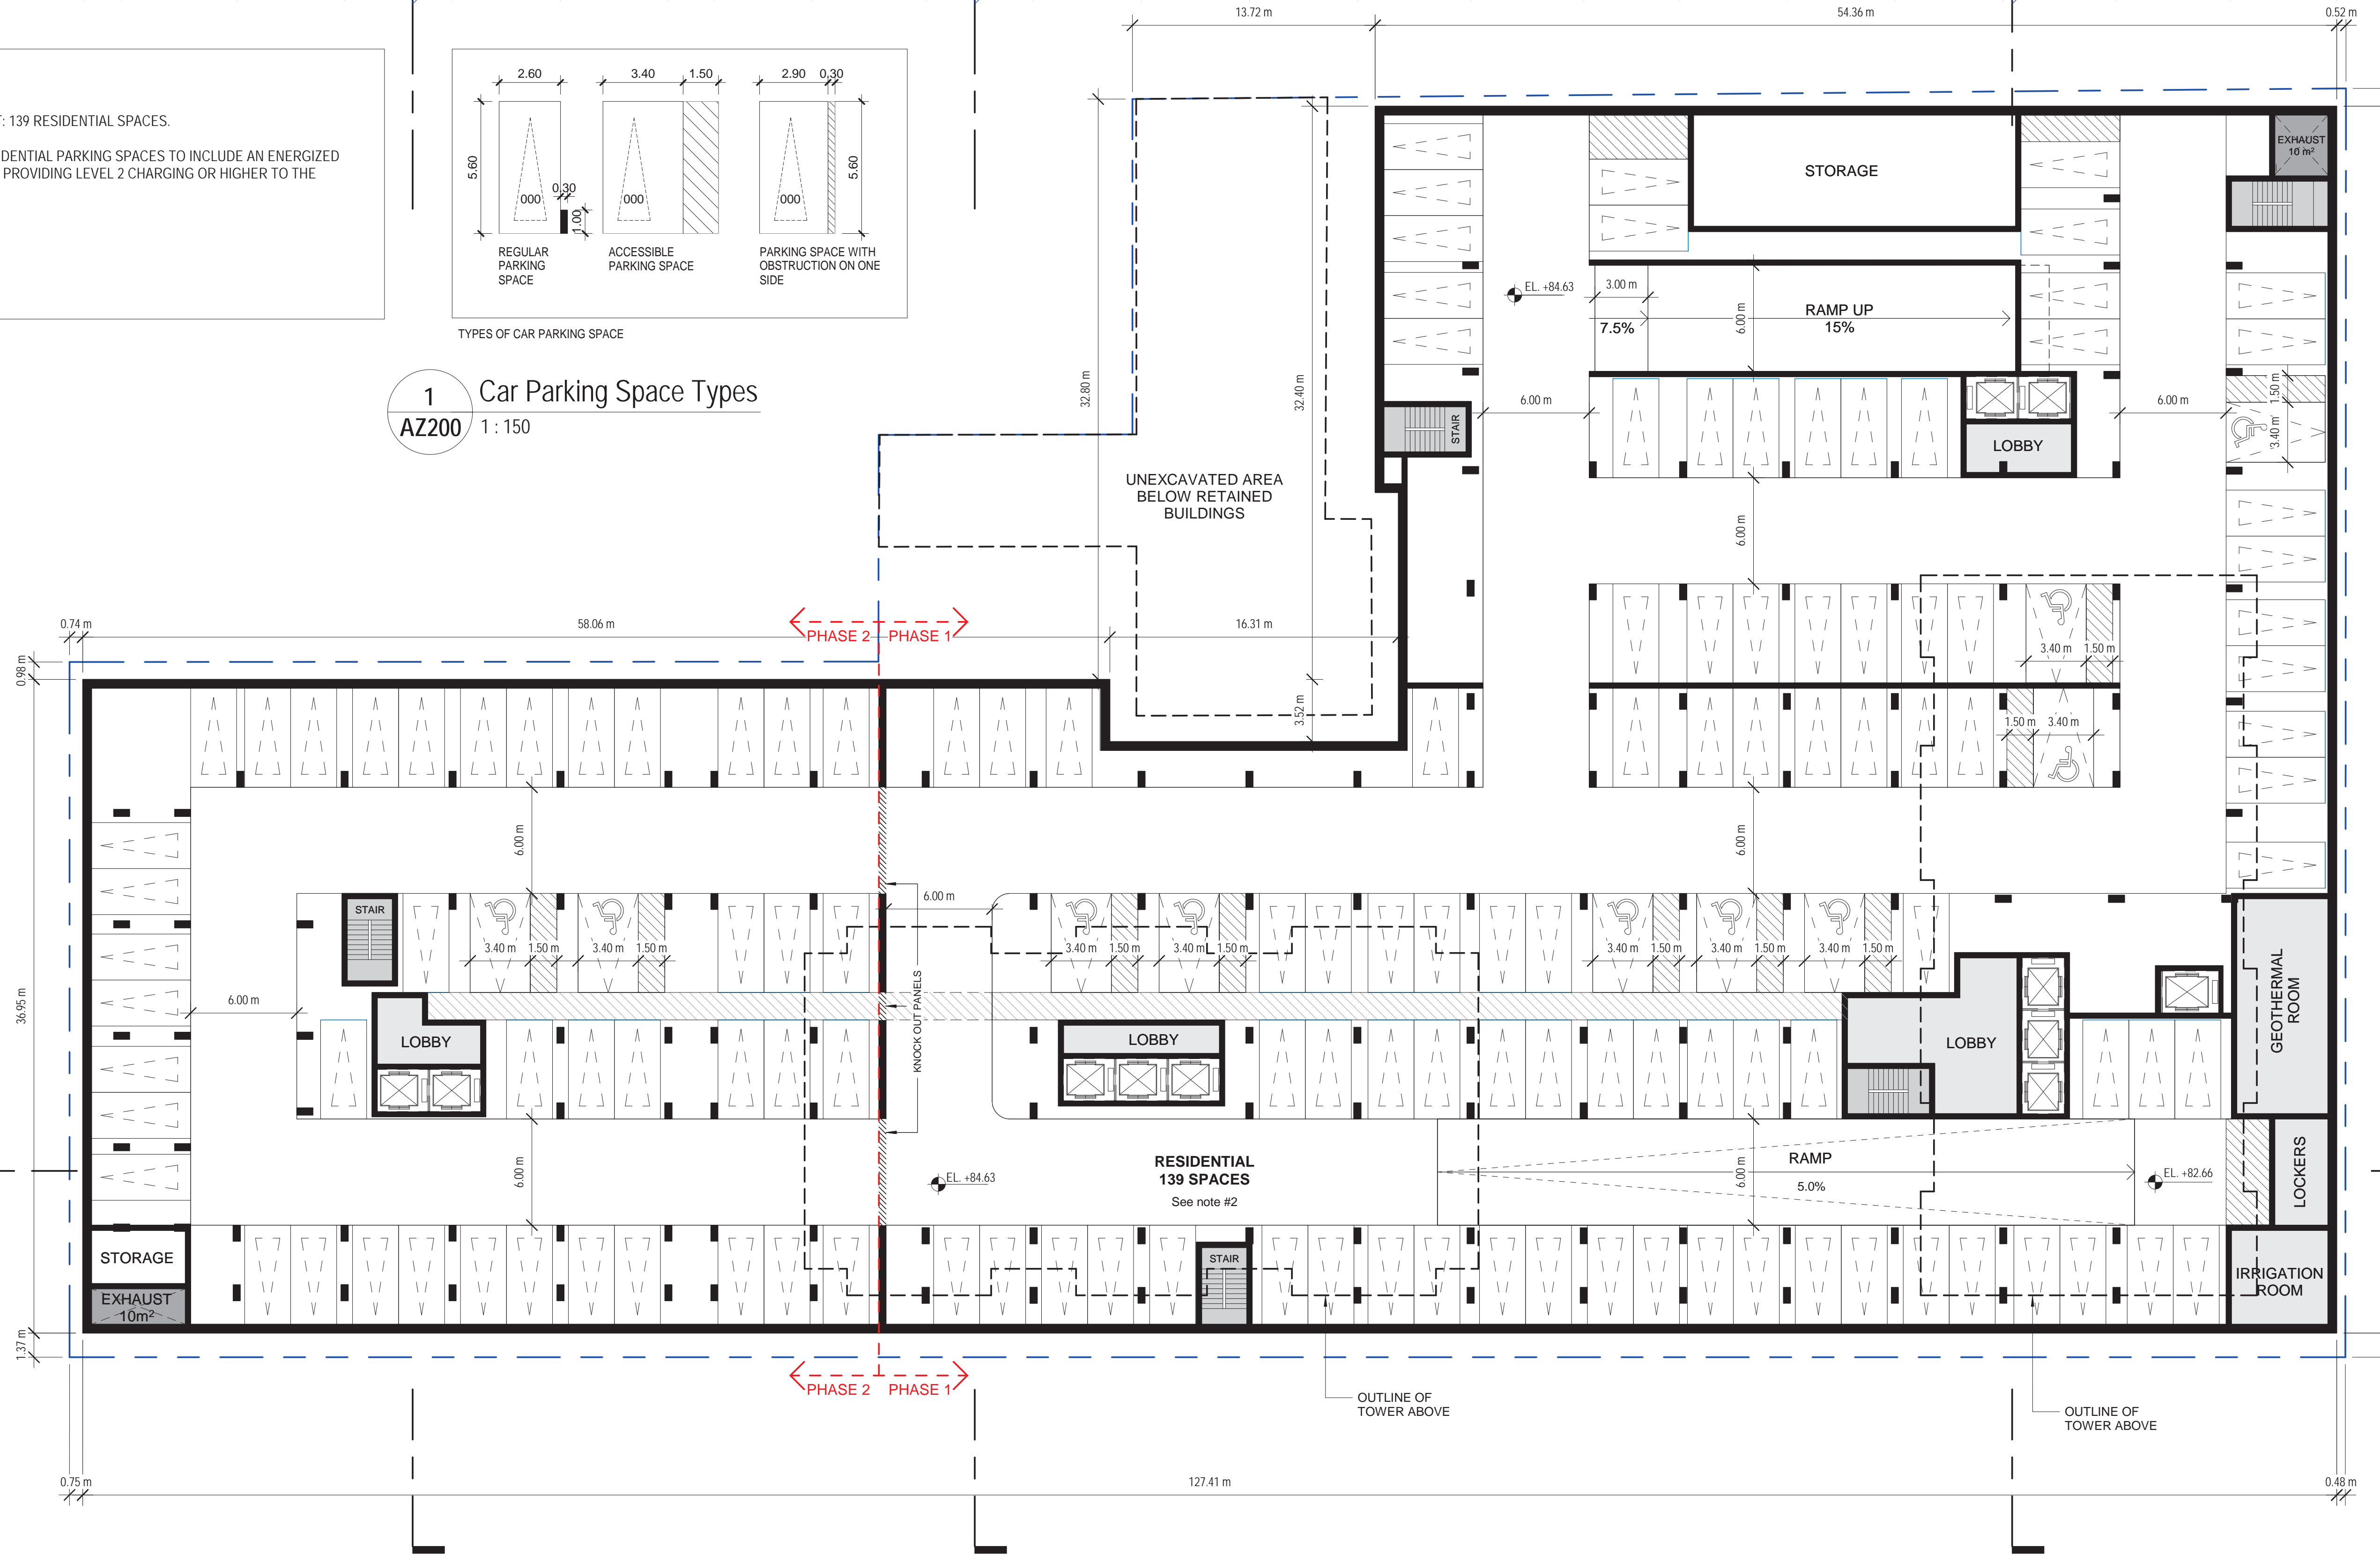 13.72 m
54.36 m
0.52 m
: 139 RESIDENTIAL SPACES.
DENTIAL PARKING SPACES TO INCLUDE AN ENERGIZED
PROVIDING LEVEL 2 CHARGING OR HIGHER TO THE
2.60
3.40
1.50
2.90
0.30
5.60
5.60
000
000
000
0.30
1.00
REGULAR
PARKING
SPACE
ACCESSIBLE
PARKING SPACE
PARKING SPACE WITH
OBSTRUCTION ON ONE
SIDE
TYPES OF CAR PARKING SPACE
1
AZ200
Car Parking Space Types
1 : 150
STORAGE
EXHAUST
10 m²
EL. +84.63
3.00 m
7.5%
6.00 m
RAMP UP
15%
32.80 m
32.40 m
6.00 m
6.00 m
1.50 m
3.40 m
STAIR
LOBBY
UNEXCAVATED AREA
BELOW RETAINED
BUILDINGS
6.00 m
0.74 m
58.06 m
PHASE 2
PHASE 1
16.31 m
3.40 m
1.50 m
0.98 m
3.52 m
1.50 m
3.40 m
6.00 m
6.00 m
6.00 m
STAIR
3.40 m
1.50 m
3.40 m
1.50 m
3.40 m
1.50 m
3.40 m
1.50 m
3.40 m
1.50 m
3.40 m
1.50 m
3.40 m
1.50 m
36.95 m
6.00 m
KNOCK OUT PANELS
LOBBY
LOBBY
LOBBY
GEOTHERMAL
ROOM
6.00 m
EL. +84.63
RESIDENTIAL
139 SPACES
See note #2
6.00 m
RAMP
5.0%
EL. +82.66
LOCKERS
STORAGE
EXHAUST
10m²
STAIR
IRRIGATION
ROOM
1.37 m
PHASE 2
PHASE 1
OUTLINE OF
TOWER ABOVE
OUTLINE OF
TOWER ABOVE
0.75 m
127.41 m
0.48 m